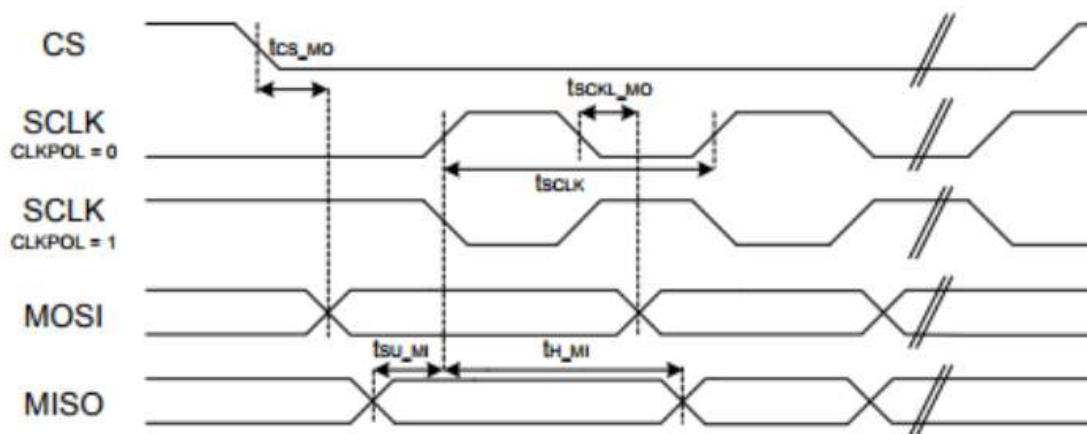 CS
tCS_MO
SCLK
CLKPOL = 0
tSCKL_MO
tSCLK
SCLK
CLKPOL = 1
MOSI
tSU_MI
tH_MI
MISO